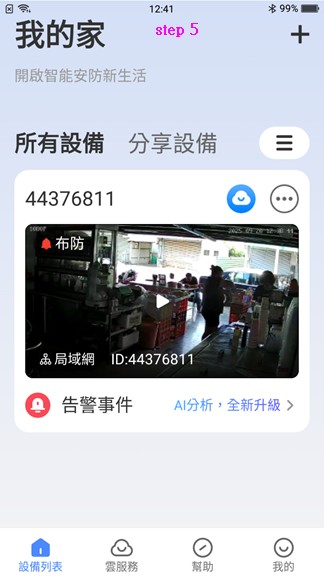 12:41
99%
step 5
我的家
開啟智能安防新生活
所有設備
分享設備
44376811
布防
局域網 ID:44376811
告警事件 AI分析，全新升級
設備列表 雲服務 幫助 我的